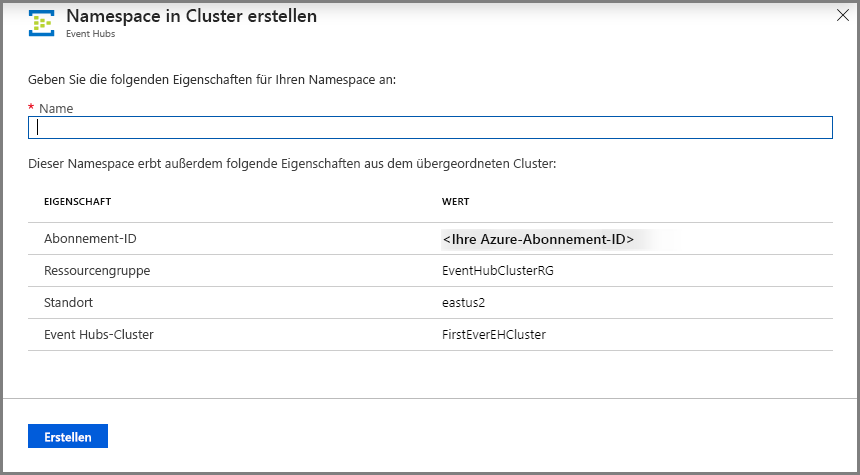 Namespace in Cluster erstellen
Event Hubs
Geben Sie die folgenden Eigenschaften für Ihren Namespace an:
* Name
Dieser Namespace erbt außerdem folgende Eigenschaften aus dem übergeordneten Cluster:
EIGENSCHAFT WERT
Abonnement-ID <Ihre Azure-Abonnement-ID>
Ressourcengruppe EventHubClusterRG
Standort eastus2
Event Hubs-Cluster FirstEverEHCluster
Erstellen